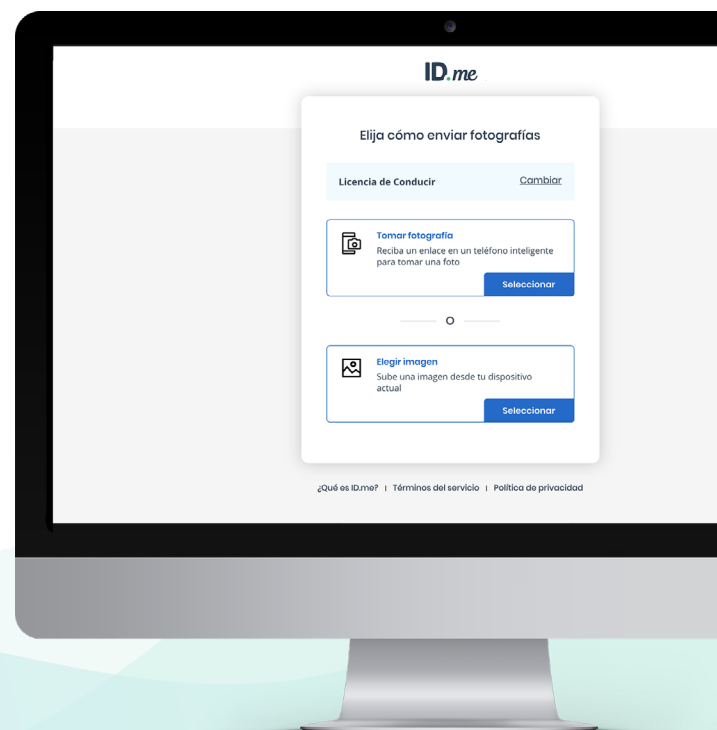 ID.me
Elija cómo enviar fotografías
Licencia de Conducir Cambiar
Tomar fotografía
Reciba un enlace en un teléfono inteligente
para tomar una foto
Seleccionar
O
Elegir imagen
Sube una imagen desde tu dispositivo
actual
Seleccionar
¿Qué es ID.me? | Términos del servicio | Política de privacidad